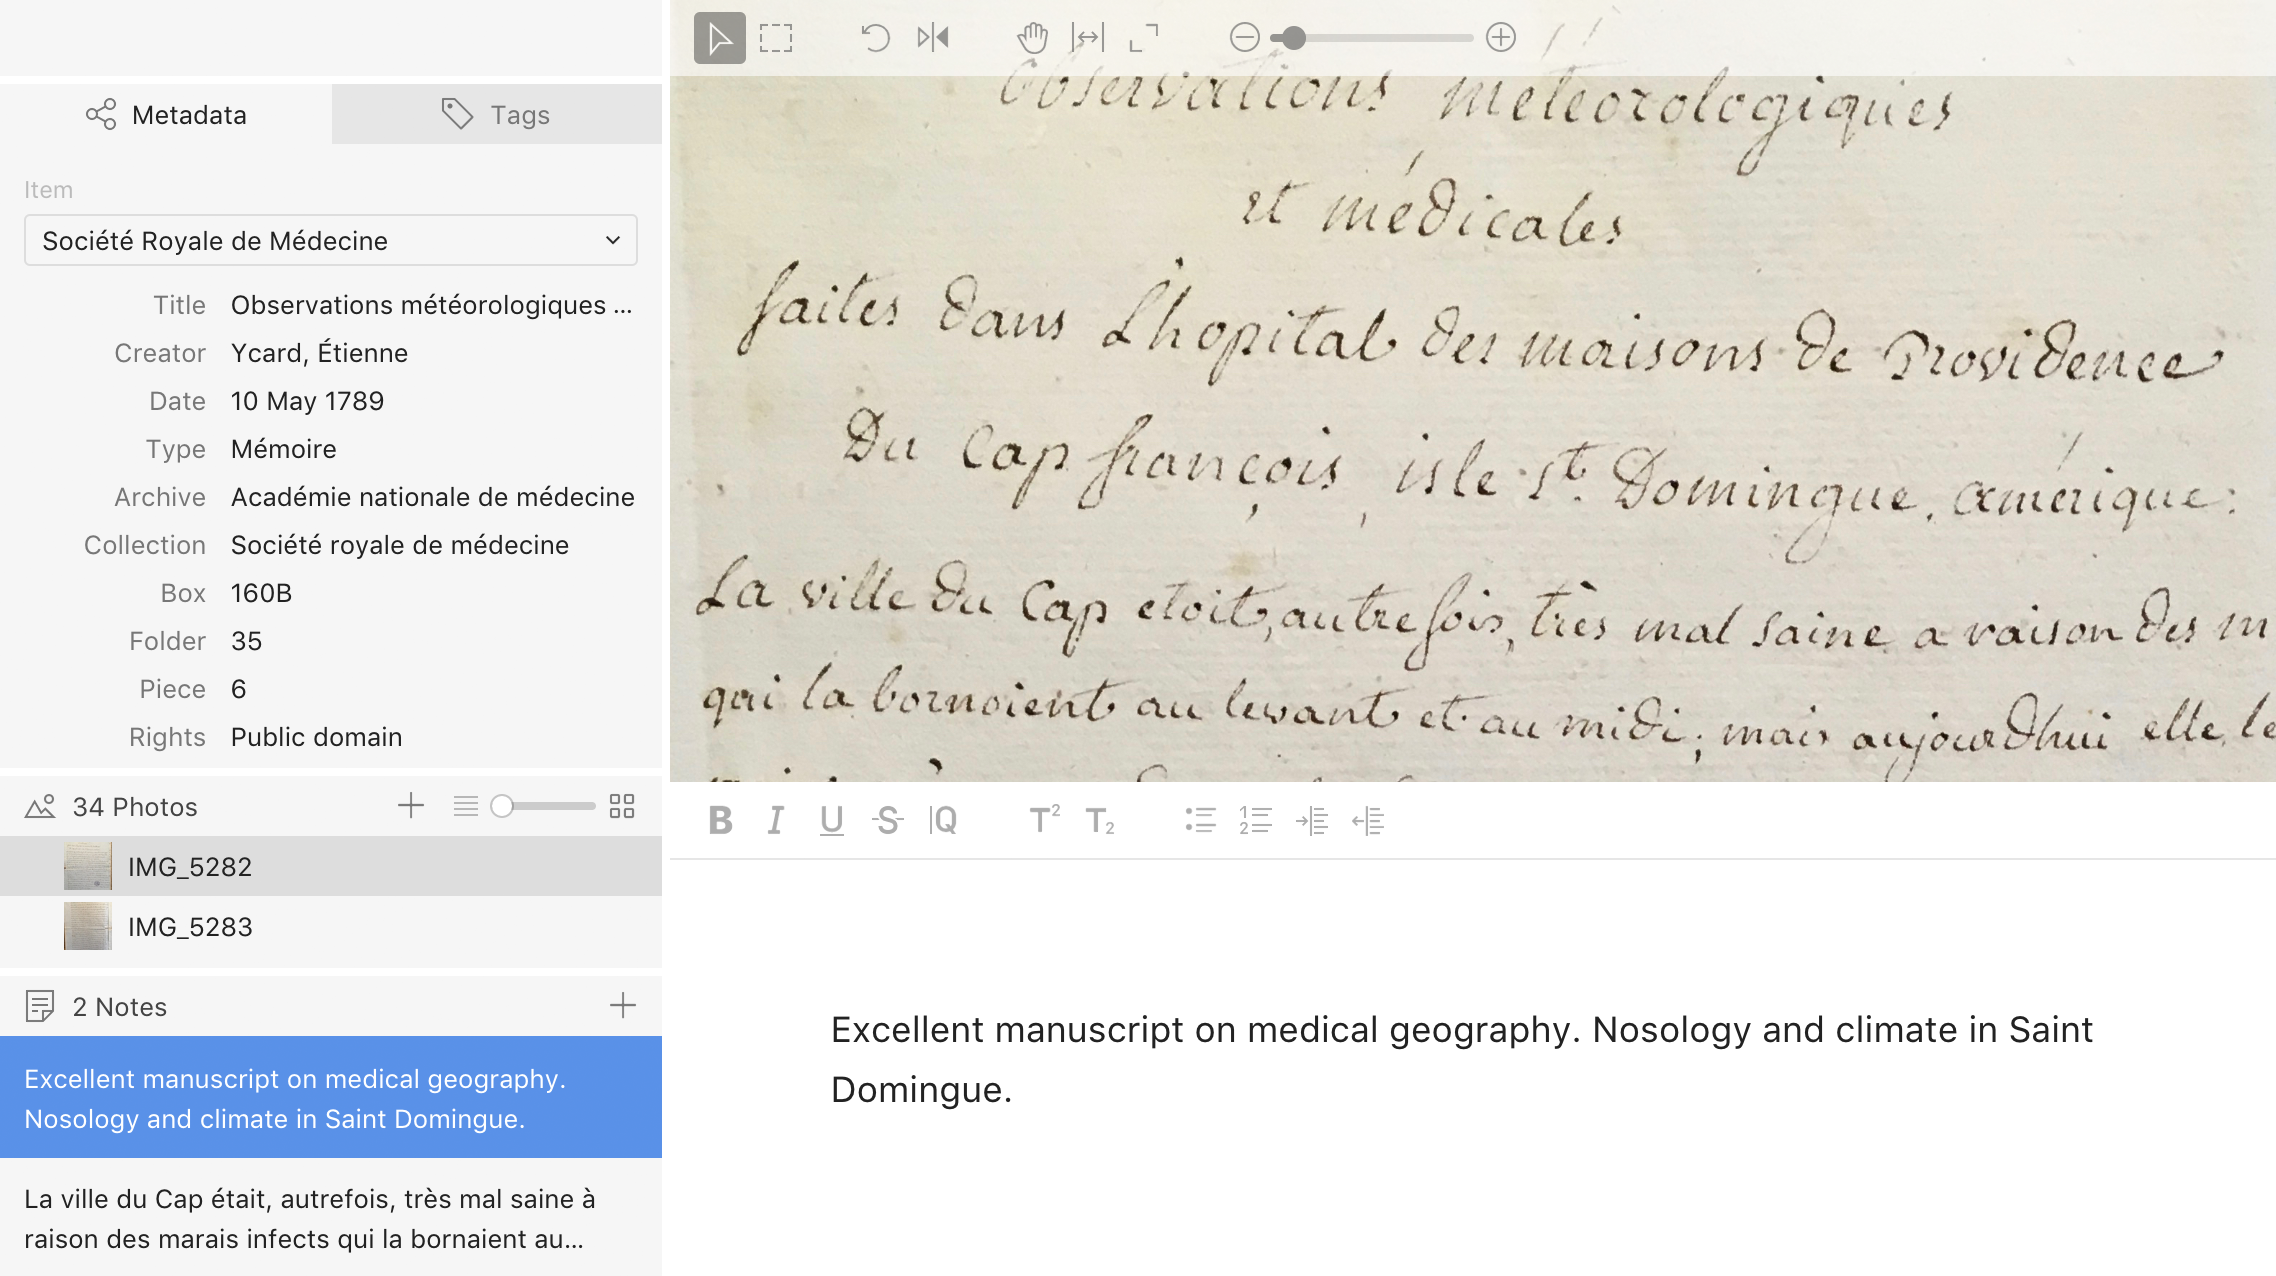 Metadata
Tags
Item
Société Royale de Médecine
Title Observations météorologiques ...
Creator Ycard, Étienne
Date 10 May 1789
Type Mémoire
Archive Académie nationale de médecine
Collection Société royale de médecine
Box 160B
Folder 35
Piece 6
Rights Public domain
34 Photos
IMG_5282
IMG_5283
2 Notes
Excellent manuscript on medical geography.
Nosology and climate in Saint Domingue.
La ville du Cap était, autrefois, très mal saine à
raison des marais infects qui la bornaient au...
Observations météorologiques
et médicales
faites dans L'hopital des maisons de Providence
Du Cap françois, isle St. Domingue, amérique:
La ville du Cap etoit, autrefois, très mal saine a raison des m
qui la bornoient au levant et au midi; mais aujourdhui elle le
B I U S Q T2 T2
Excellent manuscript on medical geography. Nosology and climate in Saint
Domingue.